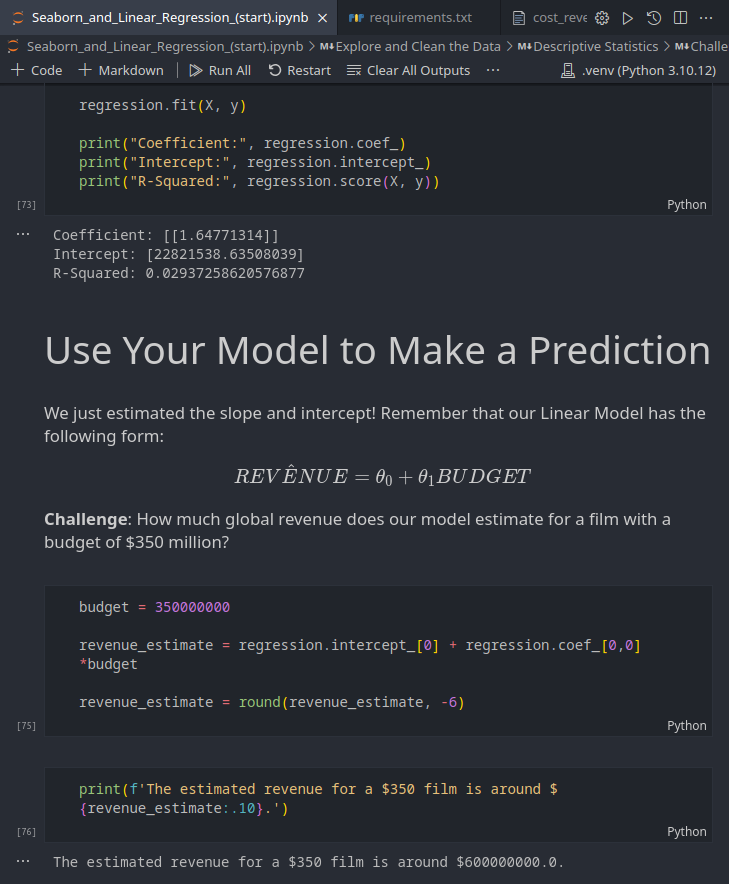 Seaborn_and_Linear_Regression_(start).ipynb
requirements.txt
cost_reve
Seaborn_and_Linear_Regression_(start).ipynb > M↓Explore and Clean the Data > M↓Descriptive Statistics > M↓Challe
+ Code + Markdown | Run All Restart Clear All Outputs ··· .venv (Python 3.10.12)
regression.fit(X, y)
print("Coefficient:", regression.coef_)
print("Intercept:", regression.intercept_)
print("R-Squared:", regression.score(X, y))
[73]
Python
Coefficient: [[1.64771314]]
Intercept: [22821538.63508039]
R-Squared: 0.02937258620576877
Use Your Model to Make a Prediction
We just estimated the slope and intercept! Remember that our Linear Model has the
following form:
REVÊNUE = θ₀ + θ₁BUDGET
Challenge: How much global revenue does our model estimate for a film with a
budget of $350 million?
budget = 350000000
revenue_estimate = regression.intercept_[0] + regression.coef_[0,0]
*budget
revenue_estimate = round(revenue_estimate, -6)
[75]
Python
print(f'The estimated revenue for a $350 film is around $
{revenue_estimate:.10}.')
[76]
Python
The estimated revenue for a $350 film is around $600000000.0.